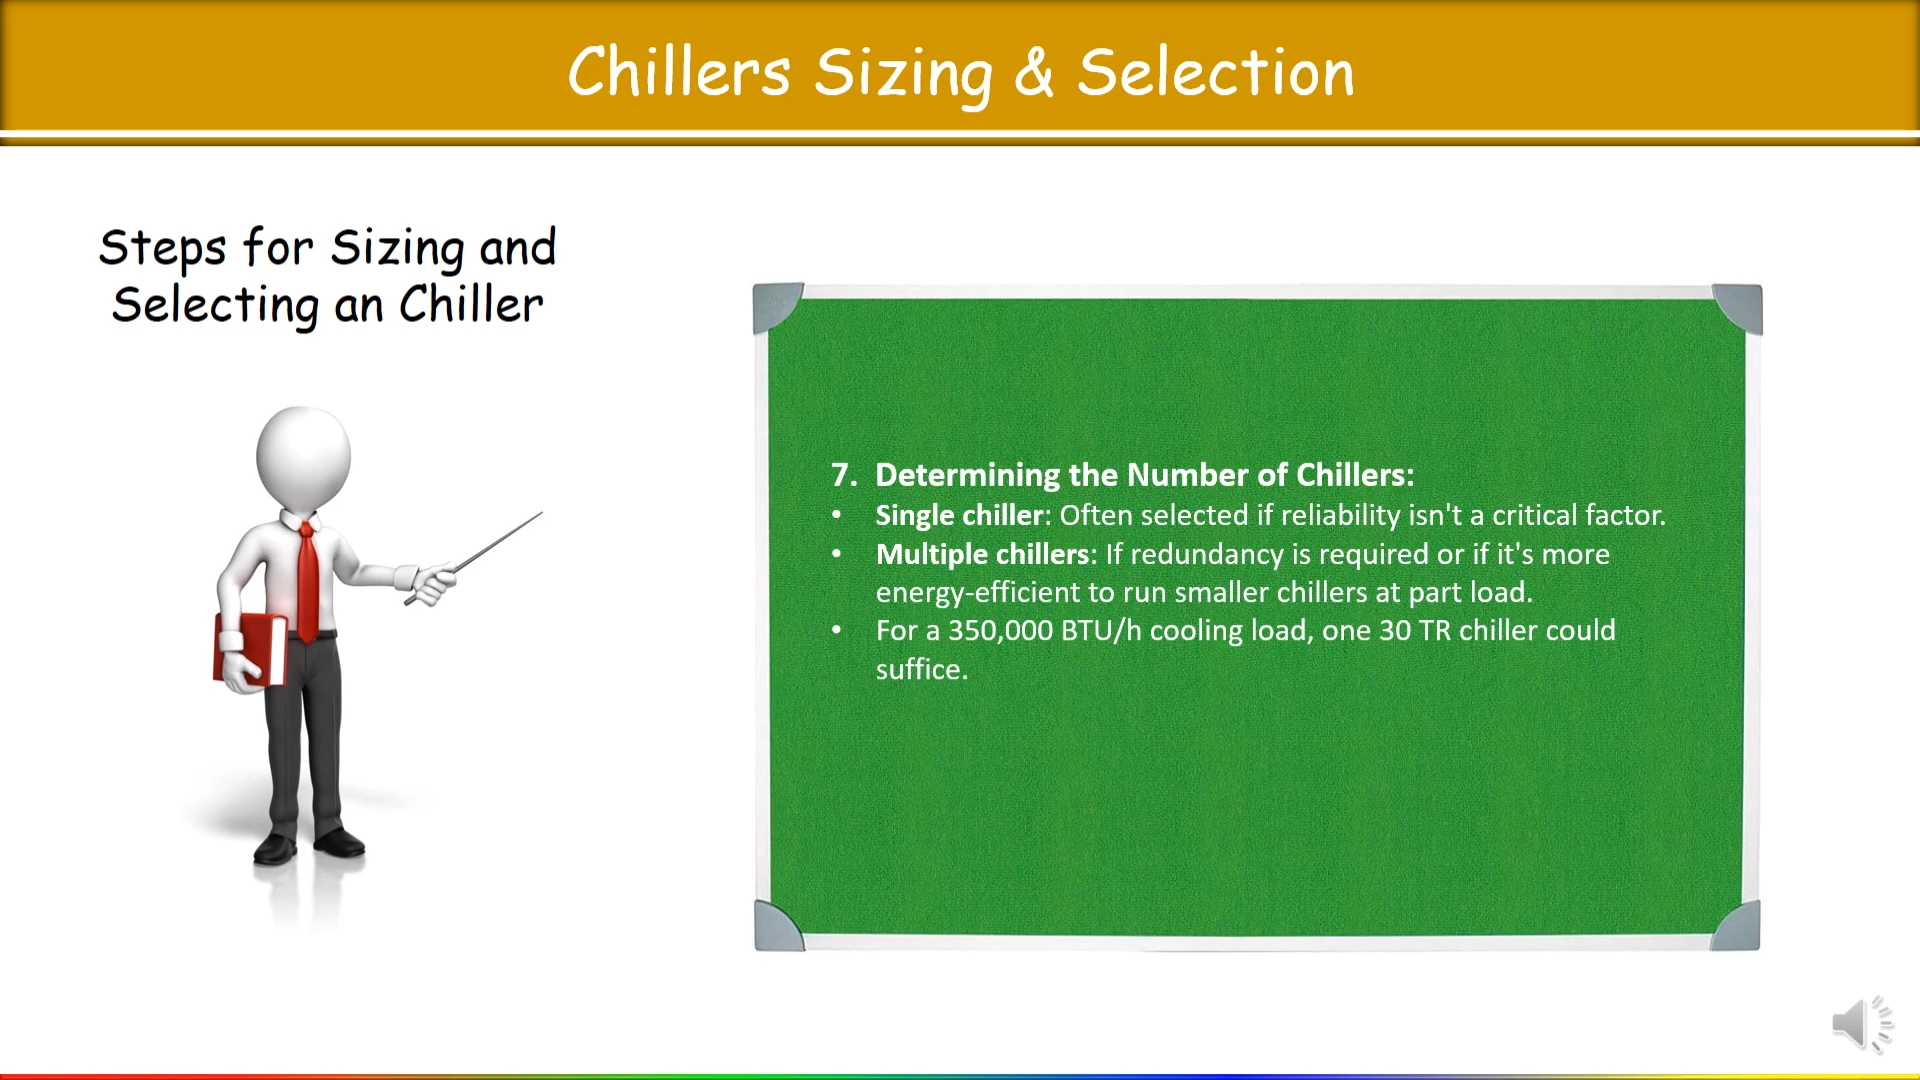 Chillers Sizing & Selection
Steps for Sizing and
Selecting an Chiller
7. Determining the Number of Chillers:
• Single chiller: Often selected if reliability isn't a critical factor.
• Multiple chillers: If redundancy is required or if it's more
energy-efficient to run smaller chillers at part load.
• For a 350,000 BTU/h cooling load, one 30 TR chiller could
suffice.